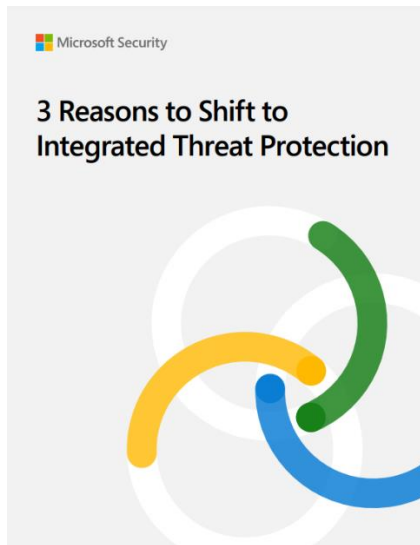 Microsoft Security
3 Reasons to Shift to
Integrated Threat Protection